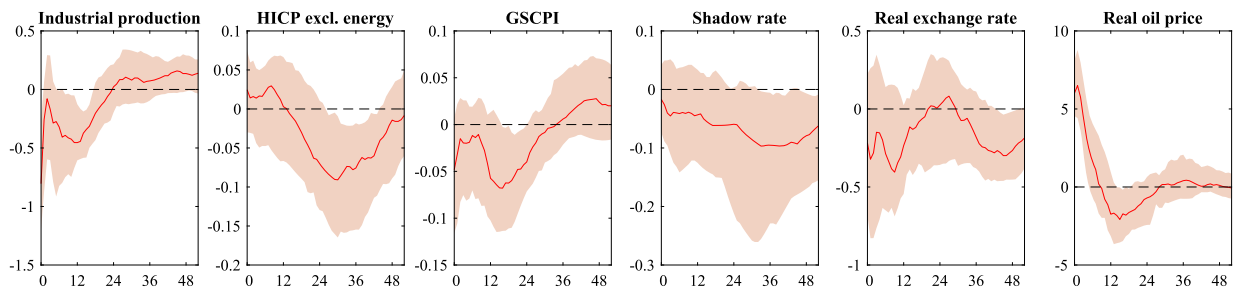 Industrial production
0.5
0
-0.5
-1
-1.5
0 12 24 36 48
HICP excl. energy
0.1
0.05
0
-0.05
-0.1
-0.15
-0.2
0 12 24 36 48
GSCPI
0.1
0.05
0
-0.05
-0.1
-0.15
0 12 24 36 48
Shadow rate
0.1
0
-0.1
-0.2
-0.3
0 12 24 36 48
Real exchange rate
0.5
0
-0.5
-1
0 12 24 36 48
Real oil price
10
5
0
-5
0 12 24 36 48